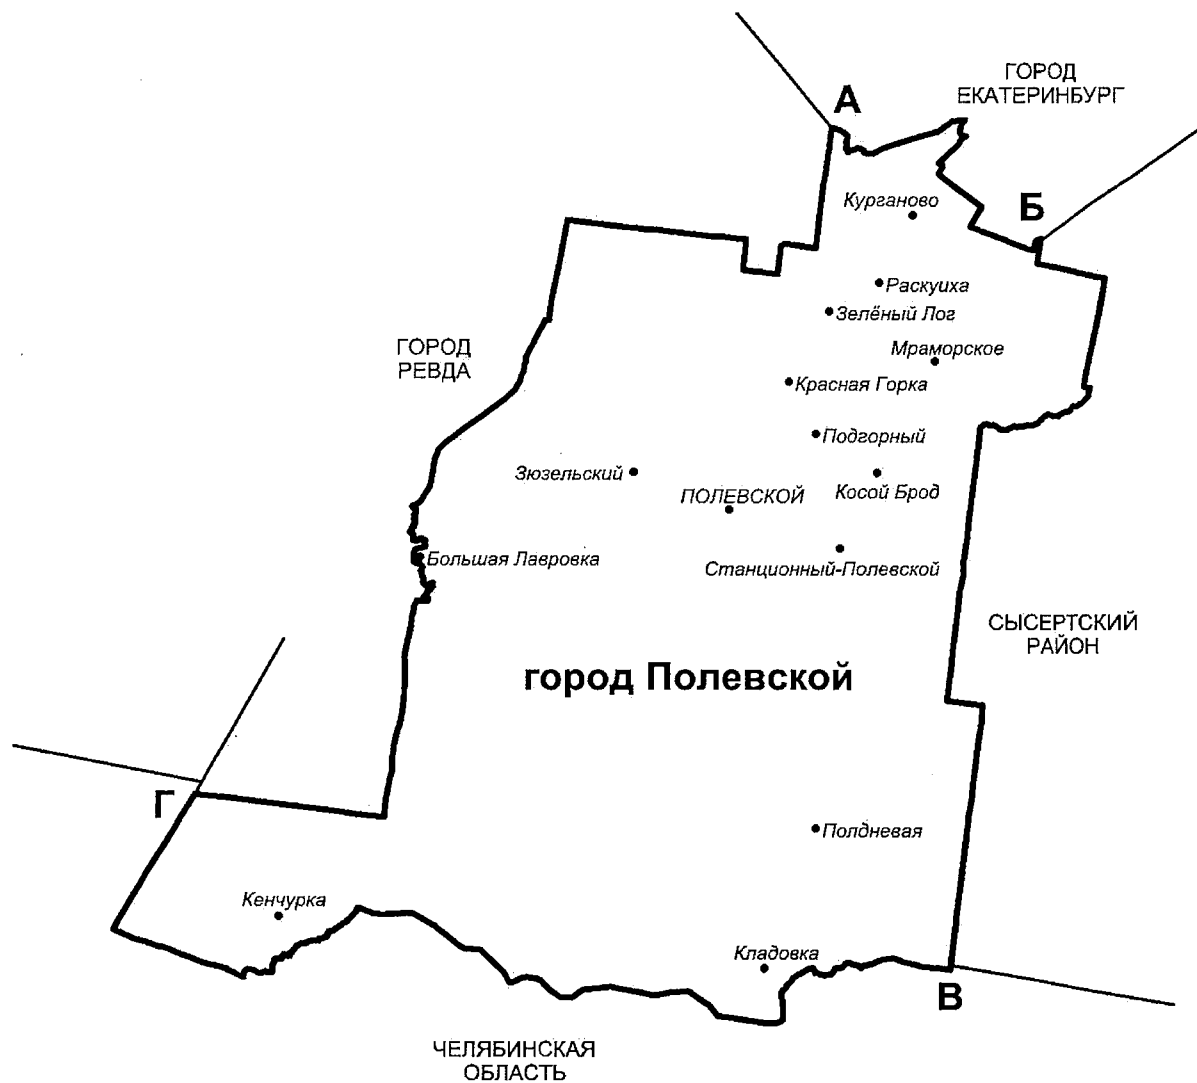 ГОРОД
ЕКАТЕРИНБУРГ
А
Курганово
Б
Раскуиха
Зелёный Лог
ГОРОД
РЕВДА
Мраморское
Красная Горка
Подгорный
Зюзельский
ПОЛЕВСКОЙ
Косой Брод
Большая Лавровка
Станционный-Полевской
СЫСЕРТСКИЙ
РАЙОН
город Полевской
Г
Полдневая
Кенчурка
Кладовка
В
ЧЕЛЯБИНСКАЯ
ОБЛАСТЬ